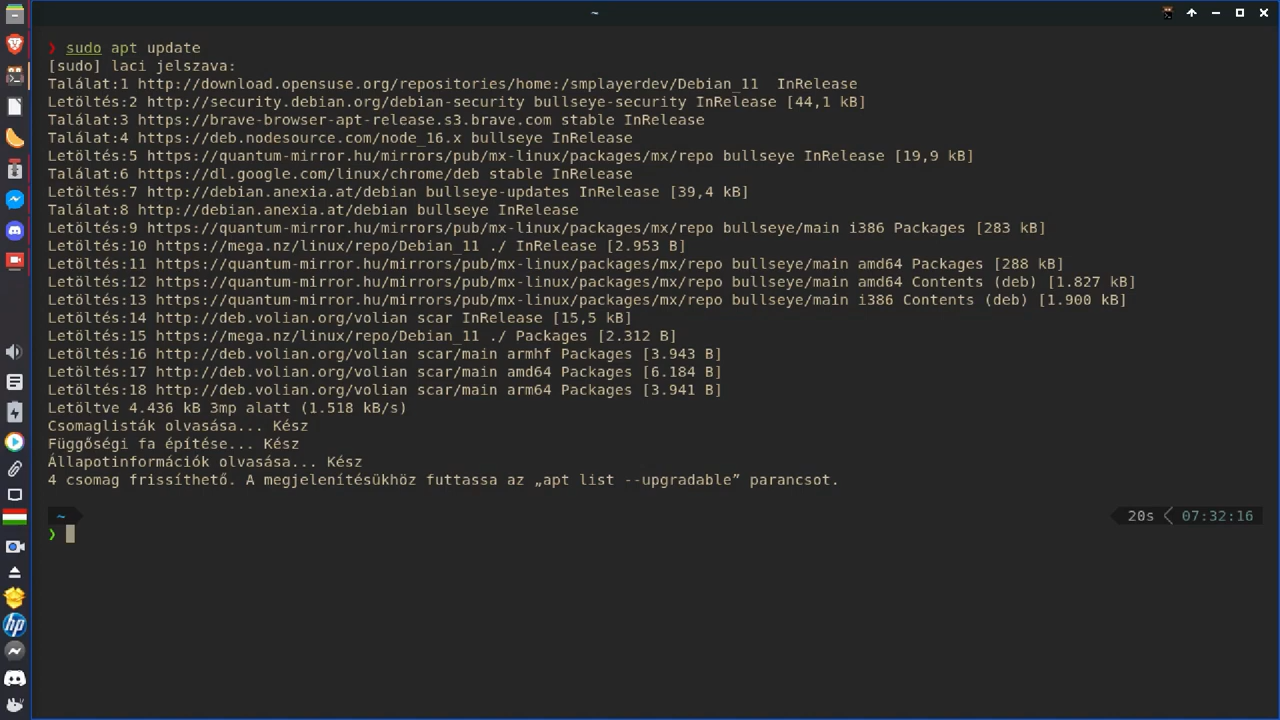 ~
❯ sudo apt update
[sudo] laci jelszava:
Találat:1 http://download.opensuse.org/repositories/home:/smplayerdev/Debian_11  InRelease
Letöltés:2 http://security.debian.org/debian-security bullseye-security InRelease [44,1 kB]
Találat:3 https://brave-browser-apt-release.s3.brave.com stable InRelease
Találat:4 https://deb.nodesource.com/node_16.x bullseye InRelease
Letöltés:5 https://quantum-mirror.hu/mirrors/pub/mx-linux/packages/mx/repo bullseye InRelease [19,9 kB]
Találat:6 https://dl.google.com/linux/chrome/deb stable InRelease
Letöltés:7 http://debian.anexia.at/debian bullseye-updates InRelease [39,4 kB]
Találat:8 http://debian.anexia.at/debian bullseye InRelease
Letöltés:9 https://quantum-mirror.hu/mirrors/pub/mx-linux/packages/mx/repo bullseye/main i386 Packages [283 kB]
Letöltés:10 https://mega.nz/linux/repo/Debian_11 ./ InRelease [2.953 B]
Letöltés:11 https://quantum-mirror.hu/mirrors/pub/mx-linux/packages/mx/repo bullseye/main amd64 Packages [288 kB]
Letöltés:12 https://quantum-mirror.hu/mirrors/pub/mx-linux/packages/mx/repo bullseye/main amd64 Contents (deb) [1.827 kB]
Letöltés:13 https://quantum-mirror.hu/mirrors/pub/mx-linux/packages/mx/repo bullseye/main i386 Contents (deb) [1.900 kB]
Letöltés:14 http://deb.volian.org/volian scar InRelease [15,5 kB]
Letöltés:15 https://mega.nz/linux/repo/Debian_11 ./ Packages [2.312 B]
Letöltés:16 http://deb.volian.org/volian scar/main armhf Packages [3.943 B]
Letöltés:17 http://deb.volian.org/volian scar/main amd64 Packages [6.184 B]
Letöltés:18 http://deb.volian.org/volian scar/main arm64 Packages [3.941 B]
Letöltve 4.436 kB 3mp alatt (1.518 kB/s)
Csomaglisták olvasása... Kész
Függőségi fa építése... Kész
Állapotinformációk olvasása... Kész
4 csomag frissíthető. A megjelenítésükhöz futtassa az „apt list --upgradable” parancsot.
~ 20s 07:32:16
❯
hp